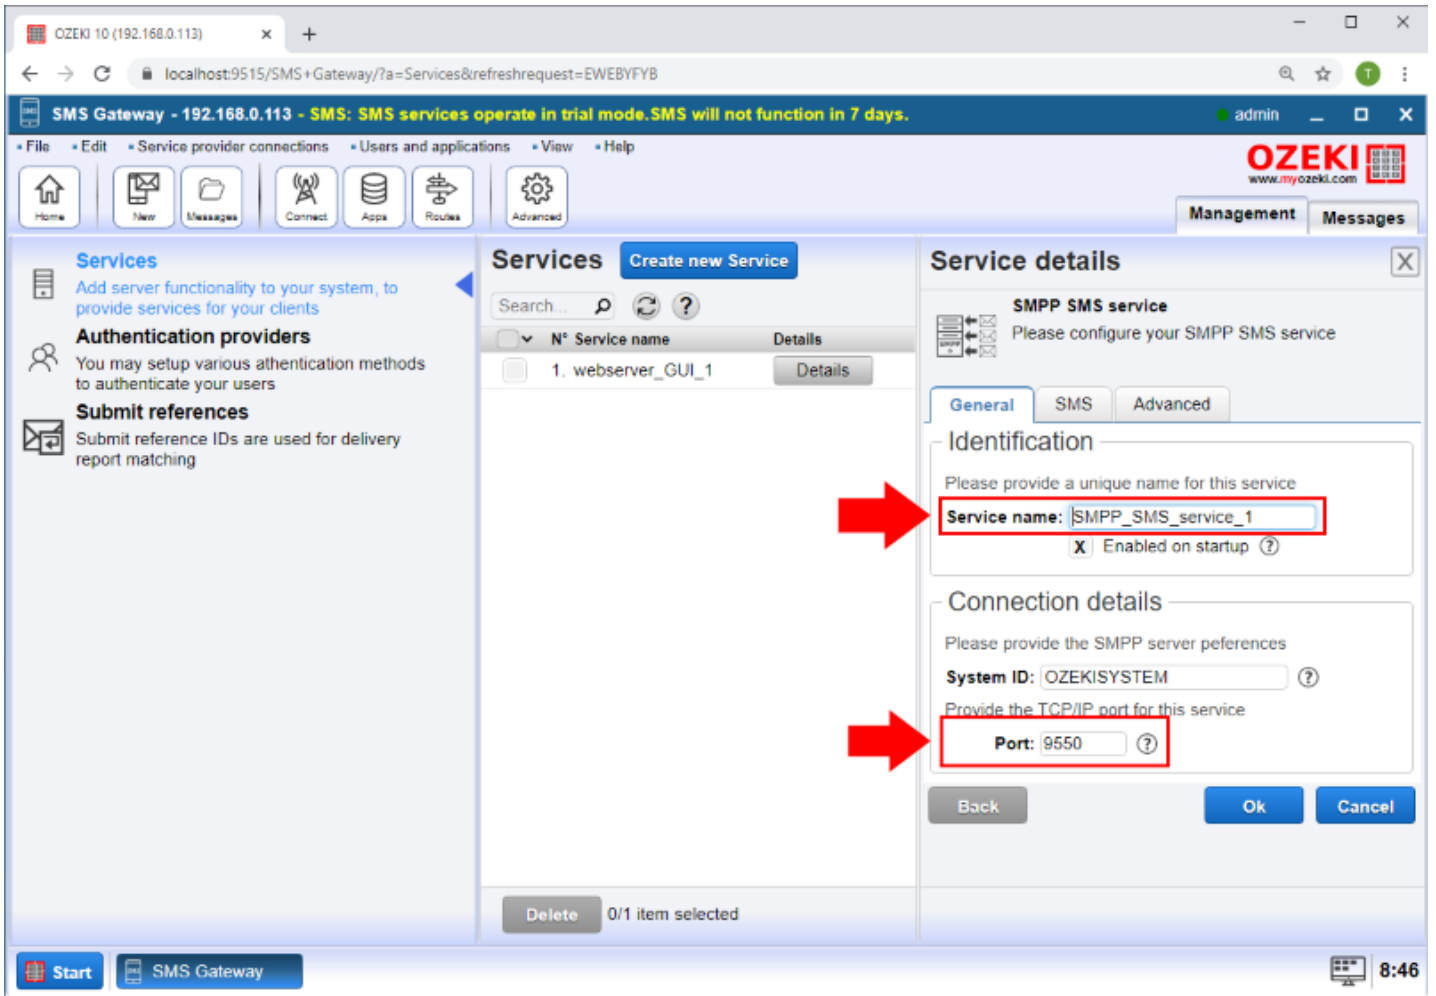 OZEKI 10 (192.168.0.113)
localhost:9515/SMS+Gateway/?a=Services&refreshrequest=EWEBYFYB
T
SMS Gateway - 192.168.0.113 - SMS: SMS services operate in trial mode.SMS will not function in 7 days.
admin
File Edit Service provider connections Users and applications View Help
OZEKI
www.myozeki.com
Home New Messages Connect Apps Routes Advanced
Management Messages
Services
Add server functionality to your system, to
provide services for your clients
Authentication providers
You may setup various athentication methods
to authenticate your users
Submit references
Submit reference IDs are used for delivery
report matching
Services Create new Service
Search...
?
N° Service name Details
1. webserver_GUI_1 Details
Delete 0/1 item selected
Service details X
SMPP SMS service
Please configure your SMPP SMS service
General SMS Advanced
Identification
Please provide a unique name for this service
Service name: SMPP_SMS_service_1
X Enabled on startup ?
Connection details
Please provide the SMPP server peferences
System ID: OZEKISYSTEM ?
Provide the TCP/IP port for this service
Port: 9550 ?
Back Ok Cancel
Start SMS Gateway 8:46